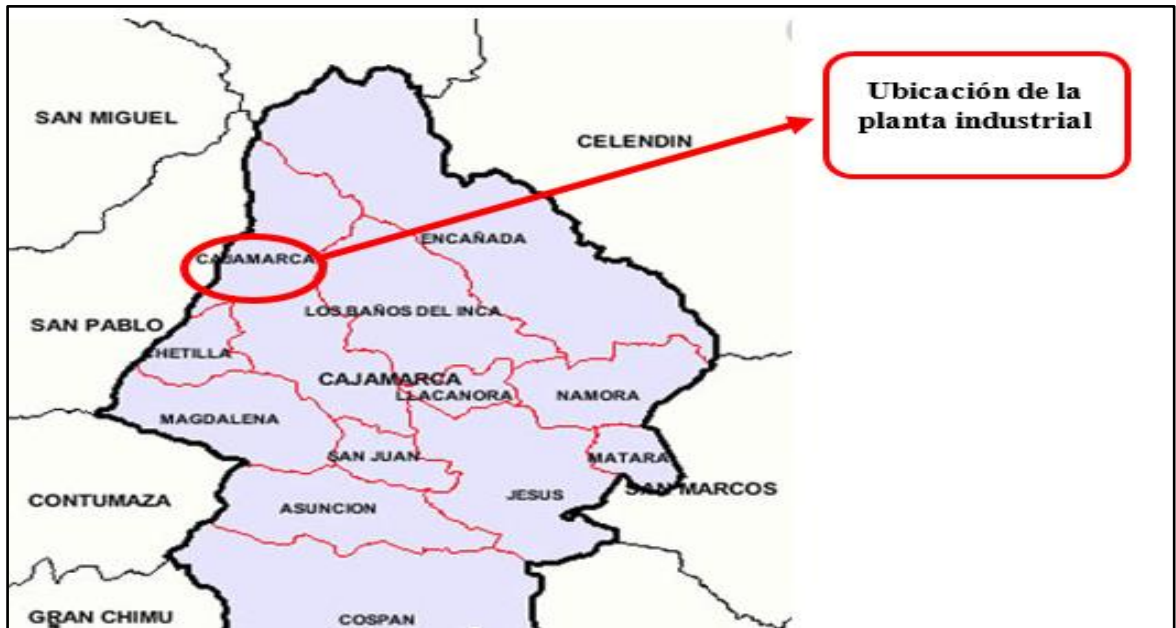 Ubicación de la
planta industrial
SAN MIGUEL
CELENDIN
ENCAÑADA
CAJAMARCA
LOS BAÑOS DEL INCA
SAN PABLO
CHETILLA
CAJAMARCA
LLACANORA
NAMORA
MAGDALENA
SAN JUAN
MATARA
CONTUMAZA
ASUNCION
JESUS
SAN MARCOS
GRAN CHIMU
COSPAN